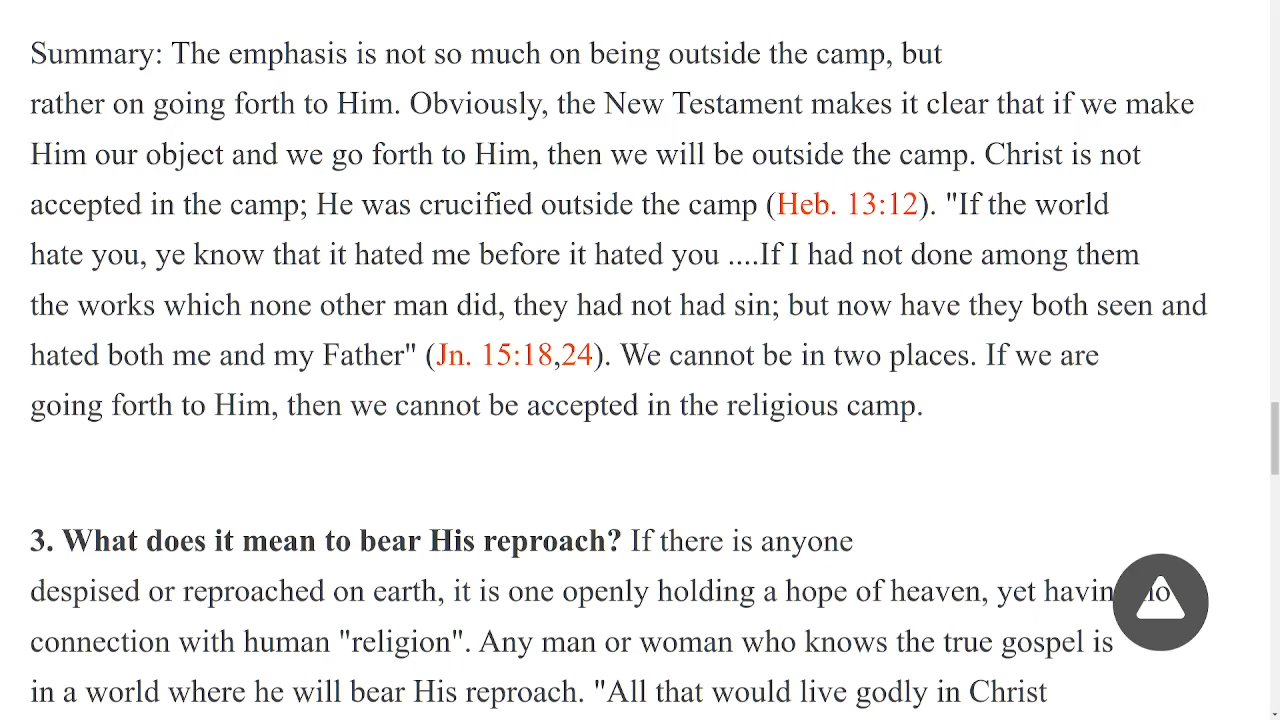 Summary: The emphasis is not so much on being outside the camp, but
rather on going forth to Him. Obviously, the New Testament makes it clear that if we make
Him our object and we go forth to Him, then we will be outside the camp. Christ is not
accepted in the camp; He was crucified outside the camp (Heb. 13:12). "If the world
hate you, ye know that it hated me before it hated you ....If I had not done among them
the works which none other man did, they had not had sin; but now have they both seen and
hated both me and my Father" (Jn. 15:18,24). We cannot be in two places. If we are
going forth to Him, then we cannot be accepted in the religious camp.
3. What does it mean to bear His reproach? If there is anyone
despised or reproached on earth, it is one openly holding a hope of heaven, yet
connection with human "religion". Any man or woman who knows the true gospel is
in a world where he will bear His reproach. "All that would live godly in Christ